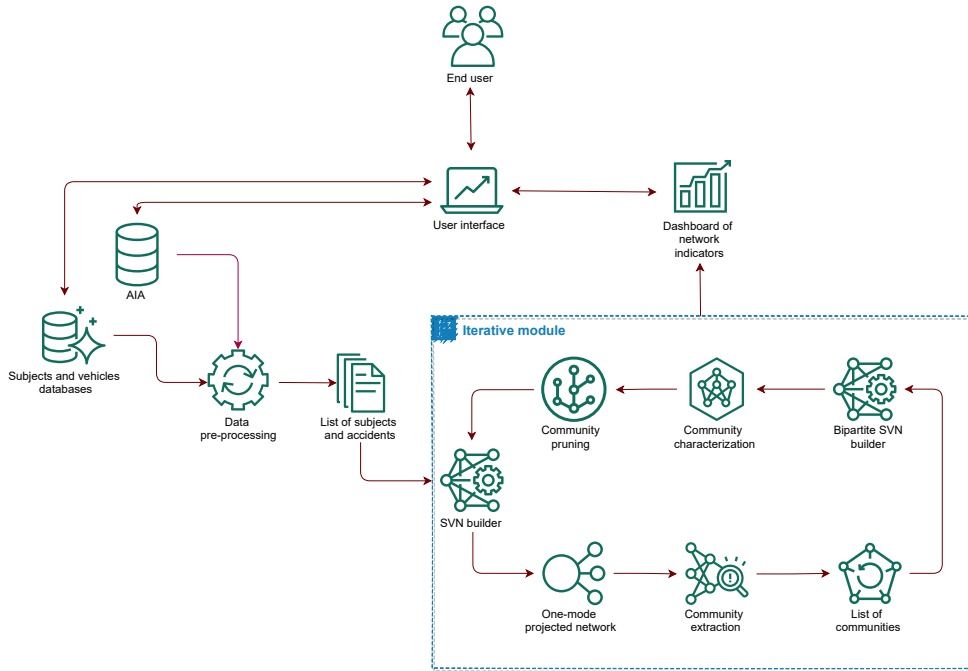 End user
User interface
Dashboard of
network
indicators
AIA
Iterative module
Subjects and vehicles
databases
Data
pre-processing
List of subjects
and accidents
Community
pruning
Community
characterization
Bipartite SVN
builder
SVN builder
One-mode
projected network
Community
extraction
List of
communities